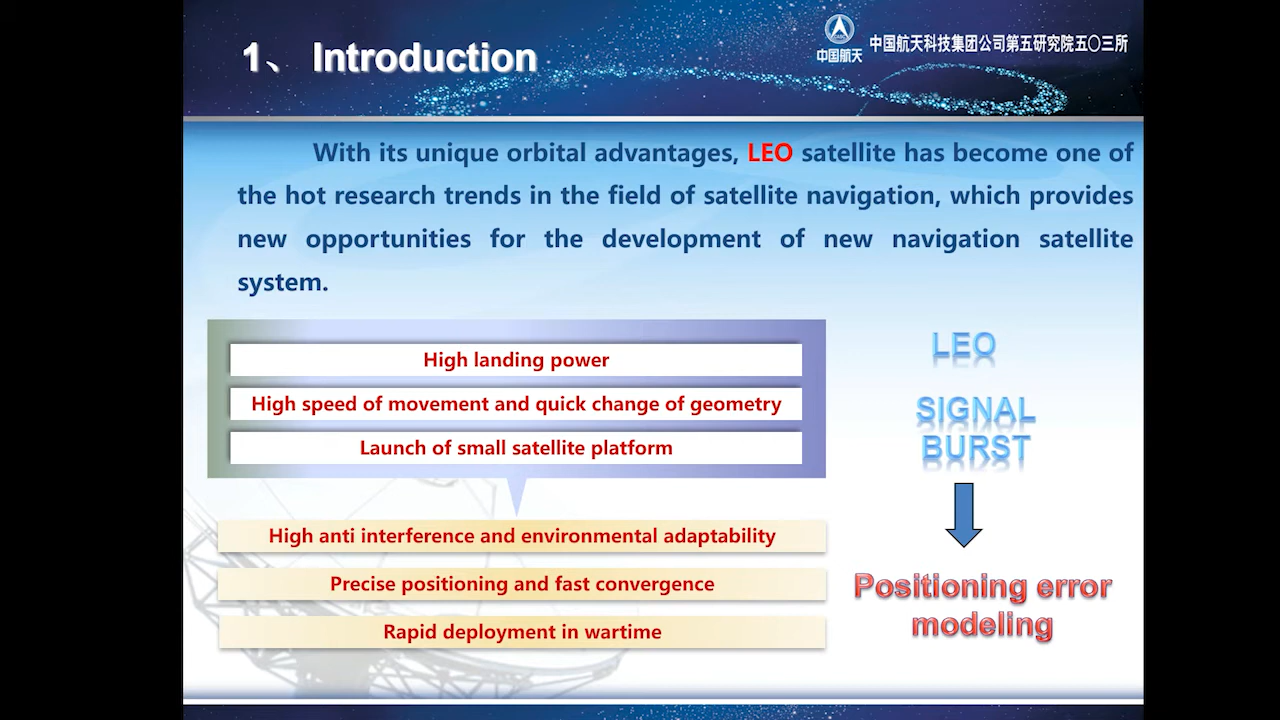 1、 Introduction
中国航天
中国航天科技集团公司第五研究院五〇三所
With its unique orbital advantages, LEO satellite has become one of
the hot research trends in the field of satellite navigation, which provides
new opportunities for the development of new navigation satellite
system.
High landing power
High speed of movement and quick change of geometry
Launch of small satellite platform
High anti interference and environmental adaptability
Precise positioning and fast convergence
Rapid deployment in wartime
LEO
SIGNAL
BURST
Positioning error
modeling